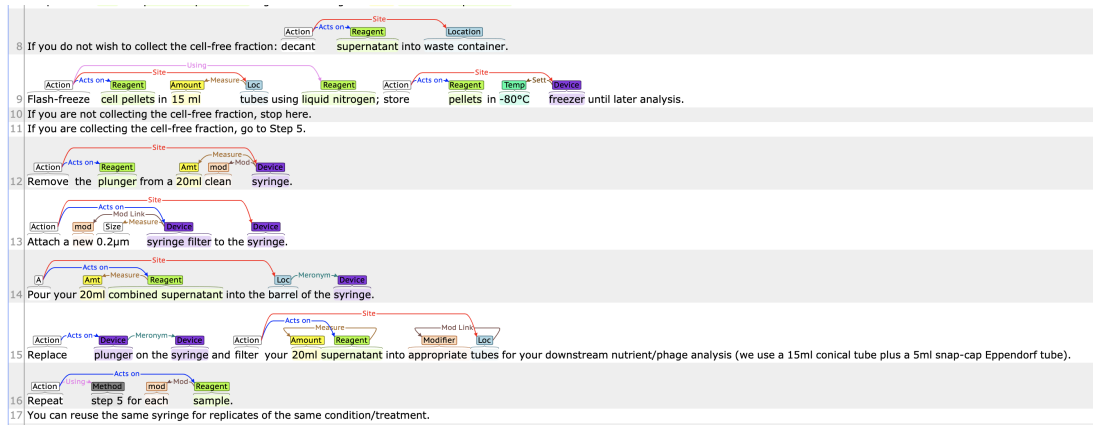 Site
Acts on
Action Reagent Location
8 If you do not wish to collect the cell-free fraction: decant supernatant into waste container.
Using
Site
Acts on Measure Acts on Site Sett
Action Reagent Amount Loc Reagent Action Reagent Temp Device
9 Flash-freeze cell pellets in 15 ml tubes using liquid nitrogen; store pellets in -80°C freezer until later analysis.
10 If you are not collecting the cell-free fraction, stop here.
11 If you are collecting the cell-free fraction, go to Step 5.
Site
Measure
Acts on Mod
Action Reagent Amt mod Device
12 Remove the plunger from a 20ml clean syringe.
Site
Acts on
Mod Link
Measure
Action mod Size Device Device
13 Attach a new 0.2µm syringe filter to the syringe.
Site
Acts on
Measure Meronym
A Amt Reagent Loc Device
14 Pour your 20ml combined supernatant into the barrel of the syringe.
Site
Acts on
Measure Mod Link
Acts on Meronym
Action Device Device Action Amount Reagent Modifier Loc
15 Replace plunger on the syringe and filter your 20ml supernatant into appropriate tubes for your downstream nutrient/phage analysis (we use a 15ml conical tube plus a 5ml snap-cap Eppendorf tube).
Acts on
Using Mod
Action Method mod Reagent
16 Repeat step 5 for each sample.
17 You can reuse the same syringe for replicates of the same condition/treatment.